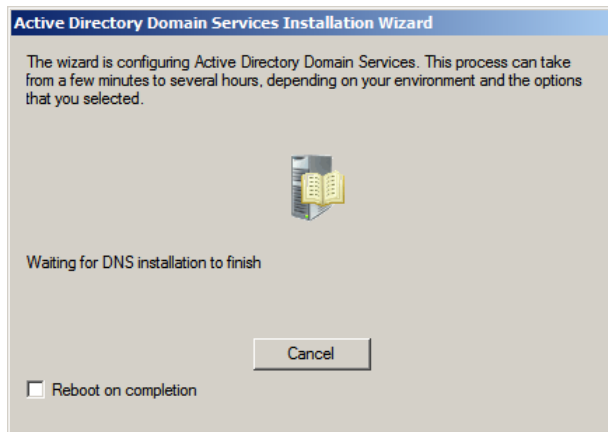 Active Directory Domain Services Installation Wizard
The wizard is configuring Active Directory Domain Services. This process can take
from a few minutes to several hours, depending on your environment and the options
that you selected.
Waiting for DNS installation to finish
Cancel
Reboot on completion